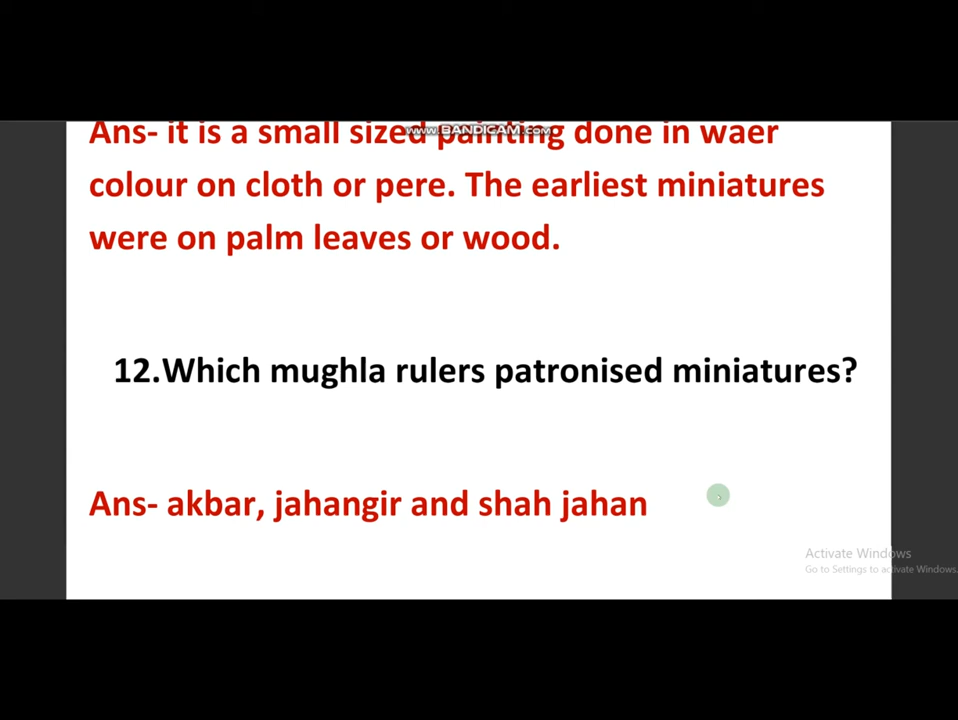 Ans- it is a small sized painting done in waer
www.BANDICAM.com
colour on cloth or pere. The earliest miniatures
were on palm leaves or wood.
12.Which mughla rulers patronised miniatures?
Ans- akbar, jahangir and shah jahan
Activate Windows
Go to Settings to activate Windows.